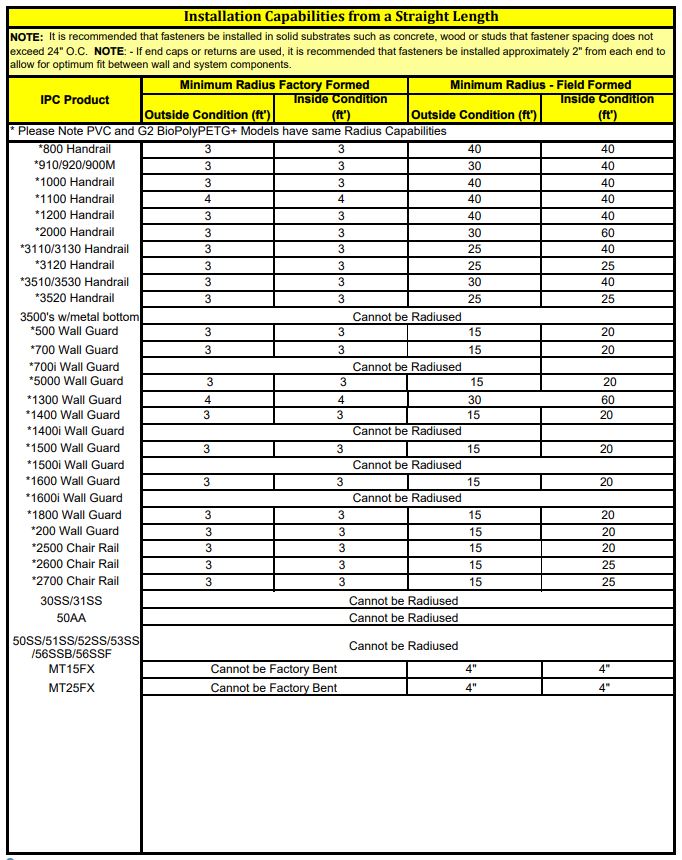 Installation Capabilities from a Straight Length
NOTE: It is recommended that fasteners be installed in solid substrates such as concrete, wood or studs that fastener spacing does not
exceed 24" O.C. NOTE: - If end caps or returns are used, it is recommended that fasteners be installed approximately 2" from each end to
allow for optimum fit between wall and system components.
IPC Product
Minimum Radius Factory Formed
Minimum Radius - Field Formed
Outside Condition (ft')
Inside Condition
(ft')
Outside Condition (ft')
Inside Condition
(ft')
* Please Note PVC and G2 BioPolyPETG+ Models have same Radius Capabilities
*800 Handrail 3 3 40 40
*910/920/900M 3 3 30 40
*1000 Handrail 3 3 40 40
*1100 Handrail 4 4 40 40
*1200 Handrail 3 3 40 40
*2000 Handrail 3 3 30 60
*3110/3130 Handrail 3 3 25 40
*3120 Handrail 3 3 25 25
*3510/3530 Handrail 3 3 30 40
*3520 Handrail 3 3 25 25
3500's w/metal bottom Cannot be Radiused
*500 Wall Guard 3 3 15 20
*700 Wall Guard 3 3 15 20
*700i Wall Guard Cannot be Radiused
*5000 Wall Guard 3 3 15 20
*1300 Wall Guard 4 4 30 60
*1400 Wall Guard 3 3 15 20
*1400i Wall Guard Cannot be Radiused
*1500 Wall Guard 3 3 15 20
*1500i Wall Guard Cannot be Radiused
*1600 Wall Guard 3 3 15 20
*1600i Wall Guard Cannot be Radiused
*1800 Wall Guard 3 3 15 20
*200 Wall Guard 3 3 15 20
*2500 Chair Rail 3 3 15 20
*2600 Chair Rail 3 3 15 25
*2700 Chair Rail 3 3 15 25
30SS/31SS Cannot be Radiused
50AA Cannot be Radiused
50SS/51SS/52SS/53SS
/56SSB/56SSF Cannot be Radiused
MT15FX Cannot be Factory Bent 4" 4"
MT25FX Cannot be Factory Bent 4" 4"